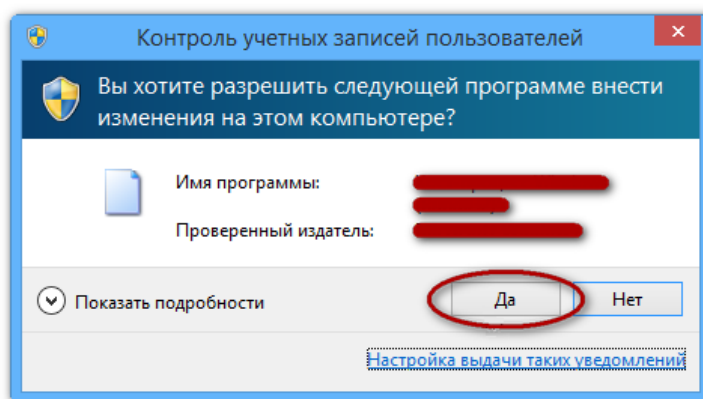 Контроль учетных записей пользователей
Вы хотите разрешить следующей программе внести
изменения на этом компьютере?
Имя программы:
Проверенный издатель:
Показать подробности
Да
Нет
Настройка выдачи таких уведомлений